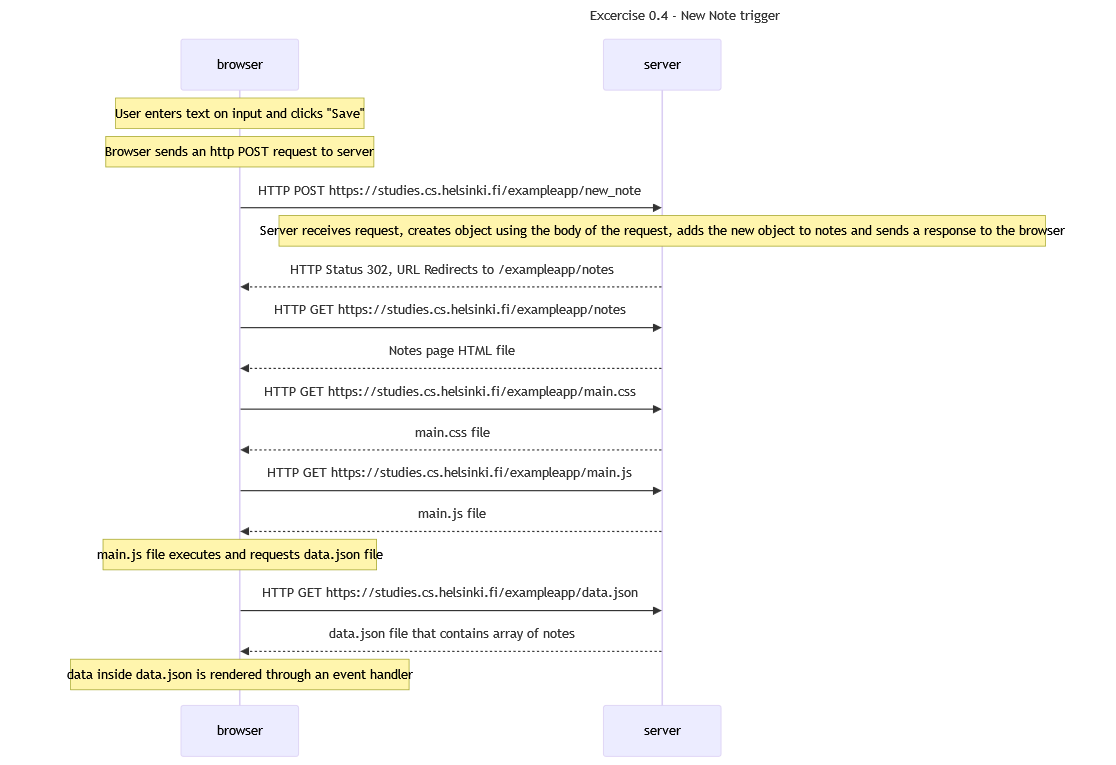 Excercise 0.4 - New Note trigger
browser
server
User enters text on input and clicks "Save"
Browser sends an http POST request to server
HTTP POST https://studies.cs.helsinki.fi/exampleapp/new_note
Server receives request, creates object using the body of the request, adds the new object to notes and sends a response to the browser
HTTP Status 302, URL Redirects to /exampleapp/notes
HTTP GET https://studies.cs.helsinki.fi/exampleapp/notes
Notes page HTML file
HTTP GET https://studies.cs.helsinki.fi/exampleapp/main.css
main.css file
HTTP GET https://studies.cs.helsinki.fi/exampleapp/main.js
main.js file
main.js file executes and requests data.json file
HTTP GET https://studies.cs.helsinki.fi/exampleapp/data.json
data.json file that contains array of notes
data inside data.json is rendered through an event handler
browser
server